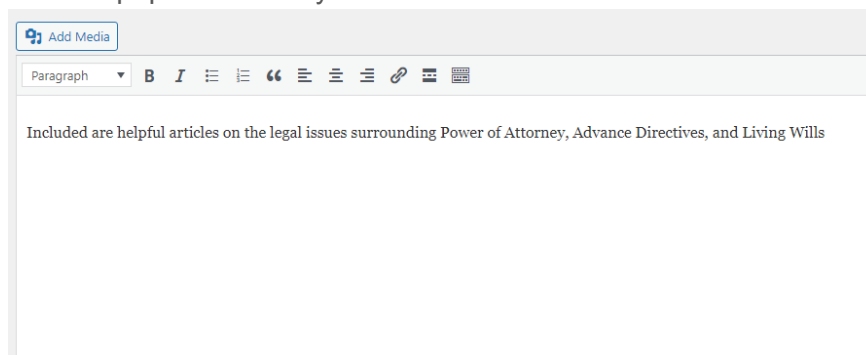 Add Media
Paragraph
Included are helpful articles on the legal issues surrounding Power of Attorney, Advance Directives, and Living Wills